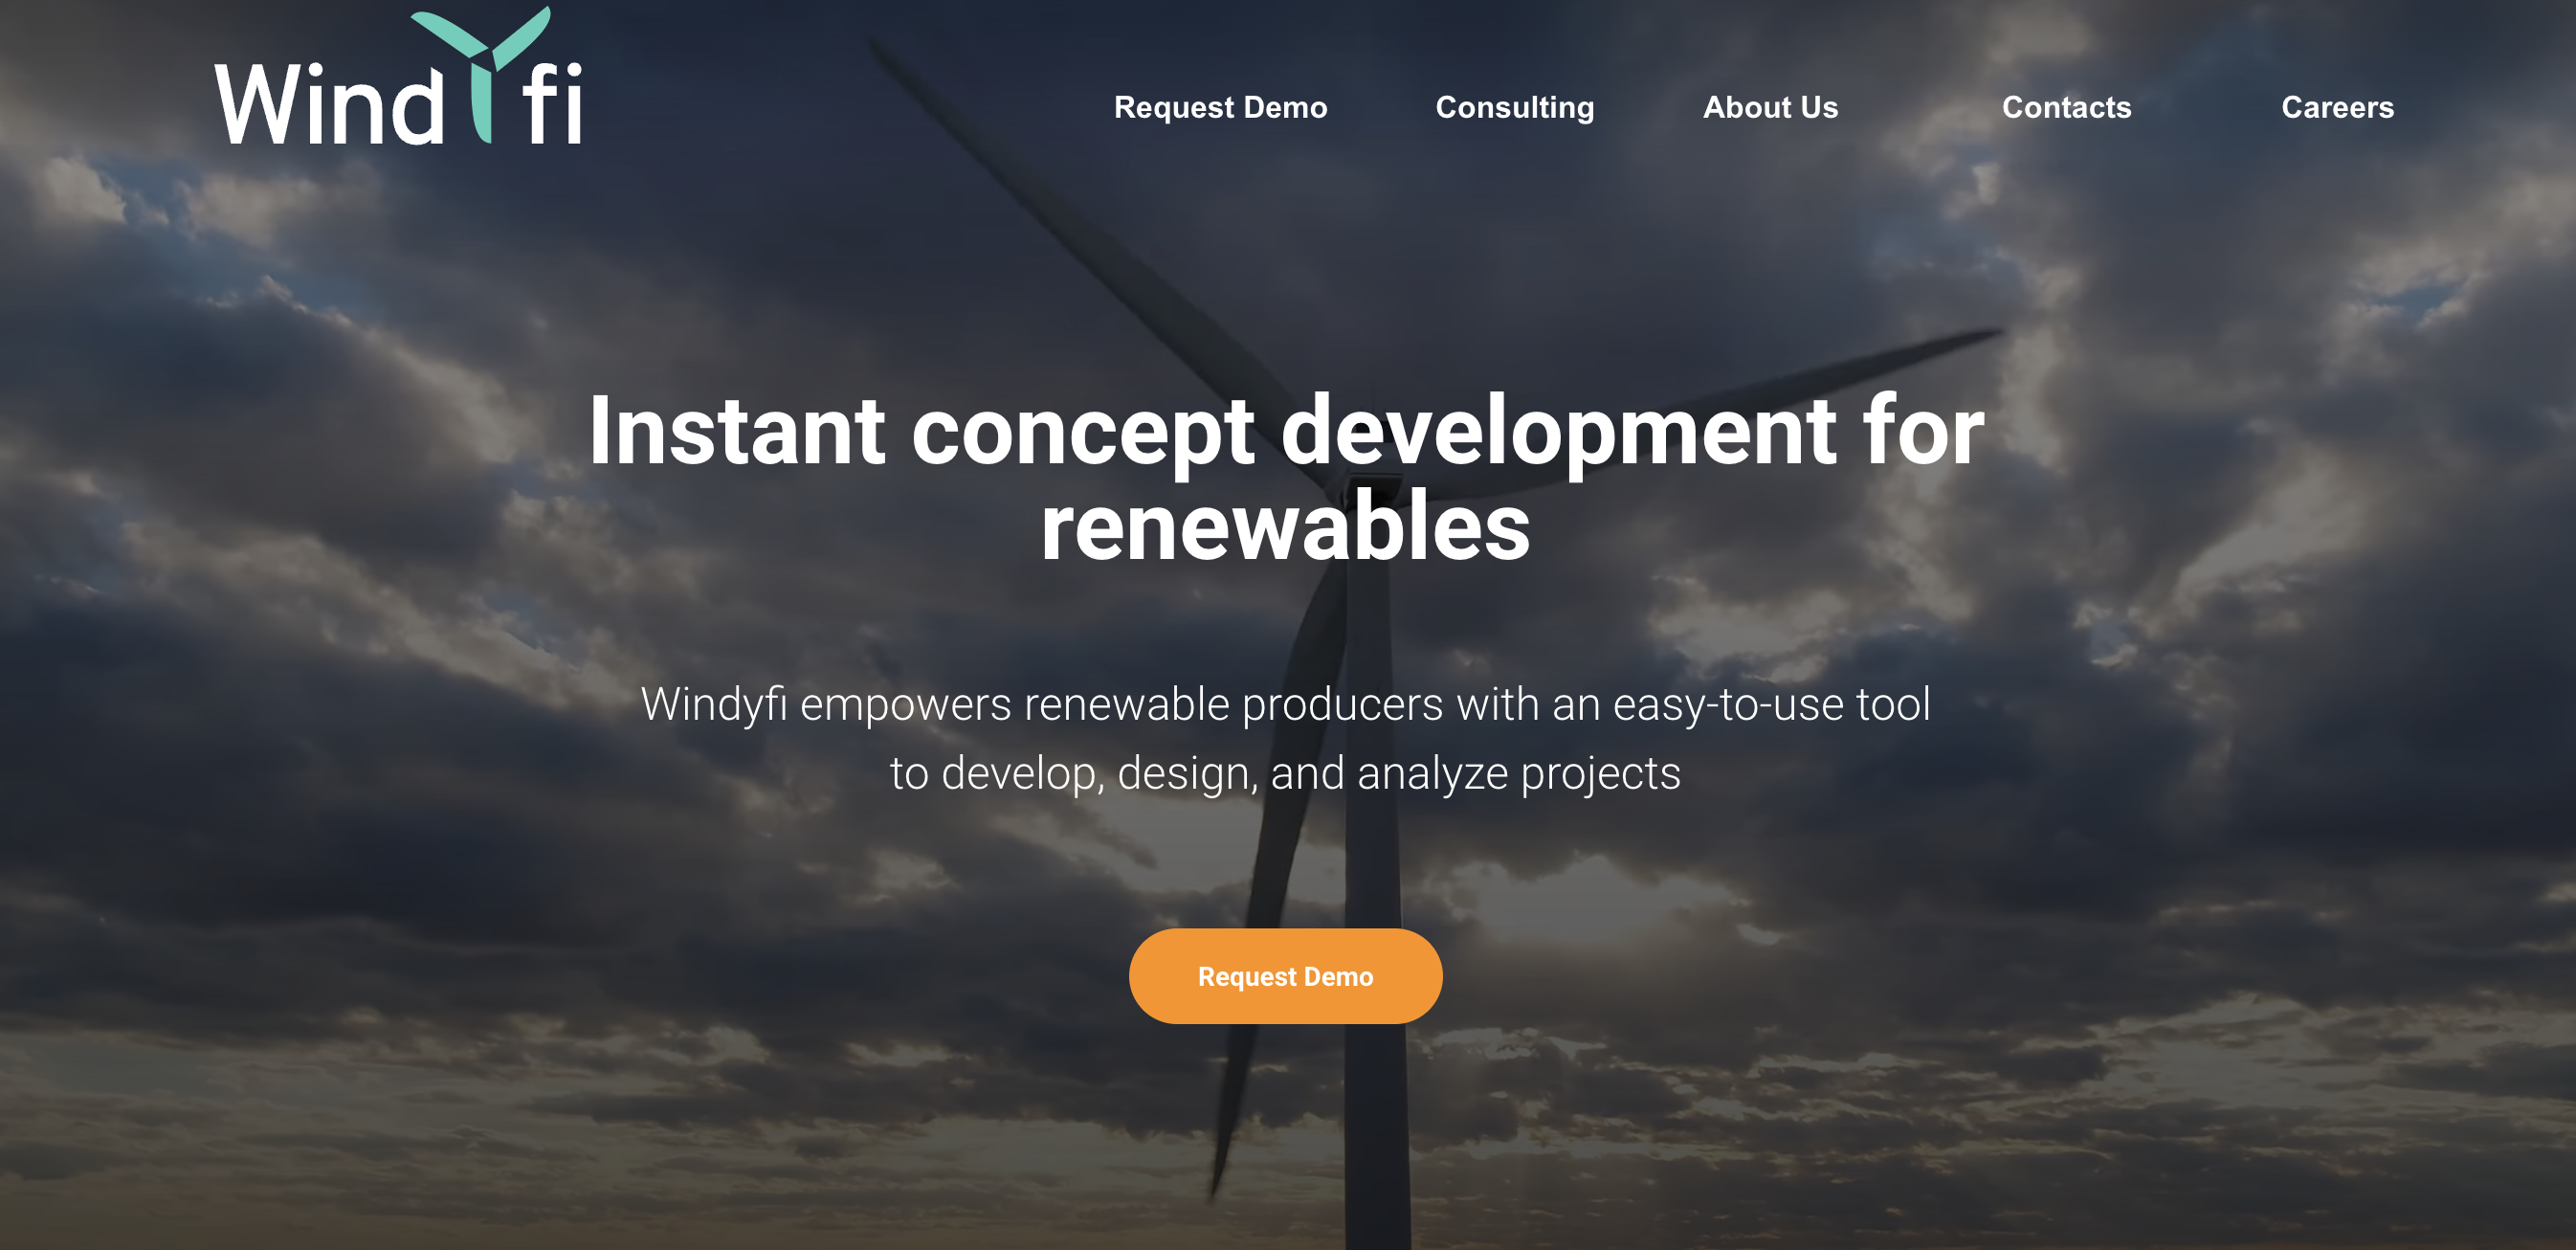 WindYfi
Request Demo
Consulting
About Us
Contacts
Careers
Instant concept development for
renewables
Windyfi empowers renewable producers with an easy-to-use tool
to develop, design, and analyze projects
Request Demo